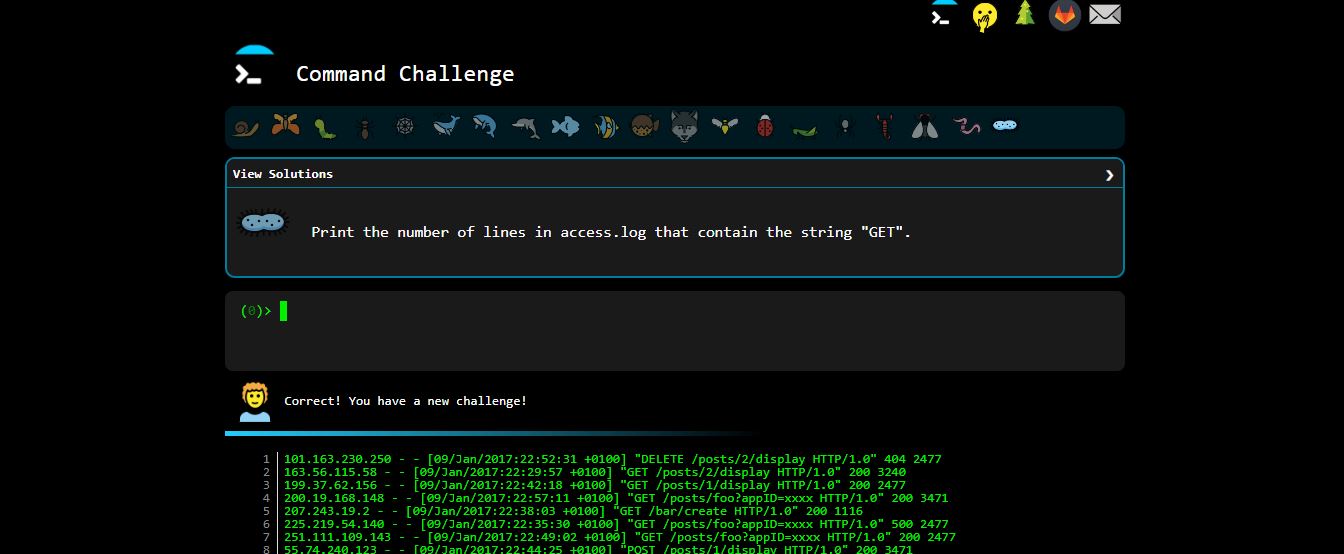 Command Challenge
View Solutions
Print the number of lines in access.log that contain the string "GET".
(0)>
Correct! You have a new challenge!
1 101.163.230.250 - - [09/Jan/2017:22:52:31 +0100] "DELETE /posts/2/display HTTP/1.0" 404 2477
2 163.56.115.58 - - [09/Jan/2017:22:29:57 +0100] "GET /posts/2/display HTTP/1.0" 200 3240
3 199.37.62.156 - - [09/Jan/2017:22:42:18 +0100] "GET /posts/1/display HTTP/1.0" 200 2477
4 200.19.168.148 - - [09/Jan/2017:22:57:11 +0100] "GET /posts/foo?appID=xxxx HTTP/1.0" 200 3471
5 207.243.19.2 - - [09/Jan/2017:22:38:03 +0100] "GET /bar/create HTTP/1.0" 200 1116
6 225.219.54.140 - - [09/Jan/2017:22:35:30 +0100] "GET /posts/foo?appID=xxxx HTTP/1.0" 500 2477
7 251.111.109.143 - - [09/Jan/2017:22:49:02 +0100] "GET /posts/foo?appID=xxxx HTTP/1.0" 200 2477
8 55.74.240.123 - - [09/Jan/2017:22:44:25 +0100] "POST /posts/1/display HTTP/1.0" 200 3471